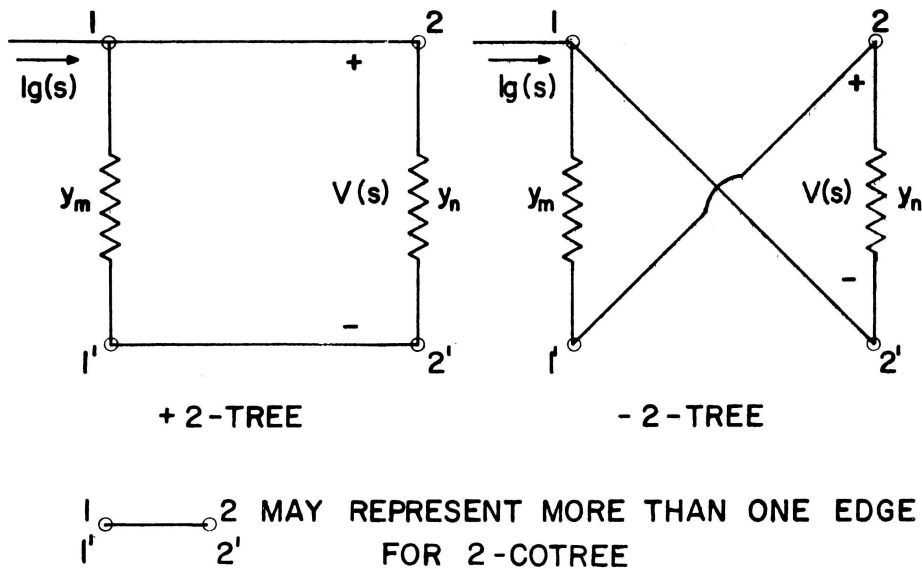 1 2 1 2
+ +
Ig(s) Ig(s)
ym V(s) yn ym V(s) yn
- -
1' 2' 1' 2'
+ 2-TREE - 2-TREE
1 2 MAY REPRESENT MORE THAN ONE EDGE
1' 2' FOR 2-COTREE